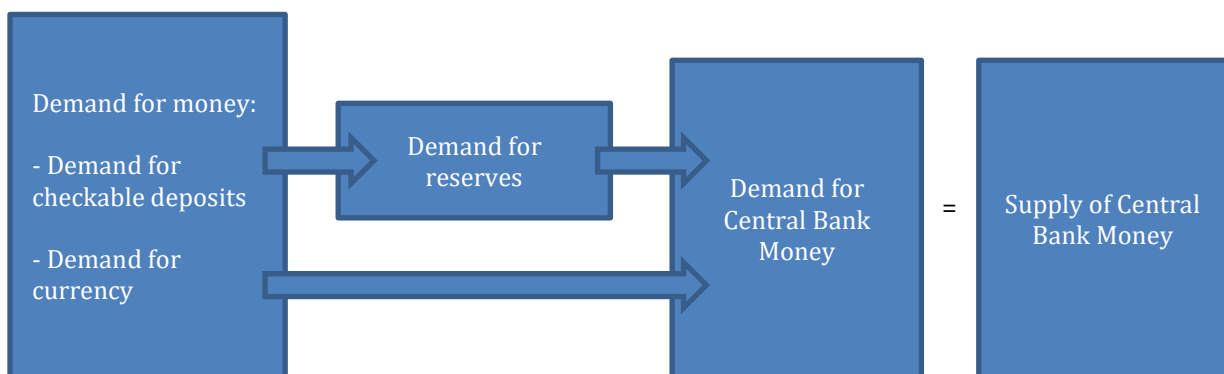 Demand for money:
- Demand for
checkable deposits
- Demand for
currency
Demand for
reserves
Demand for
Central Bank
Money
=
Supply of Central
Bank Money